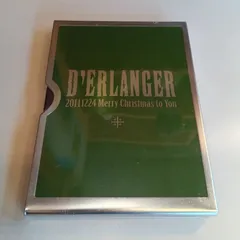 D'ERLANGER
20111224 Merry Christmas to You